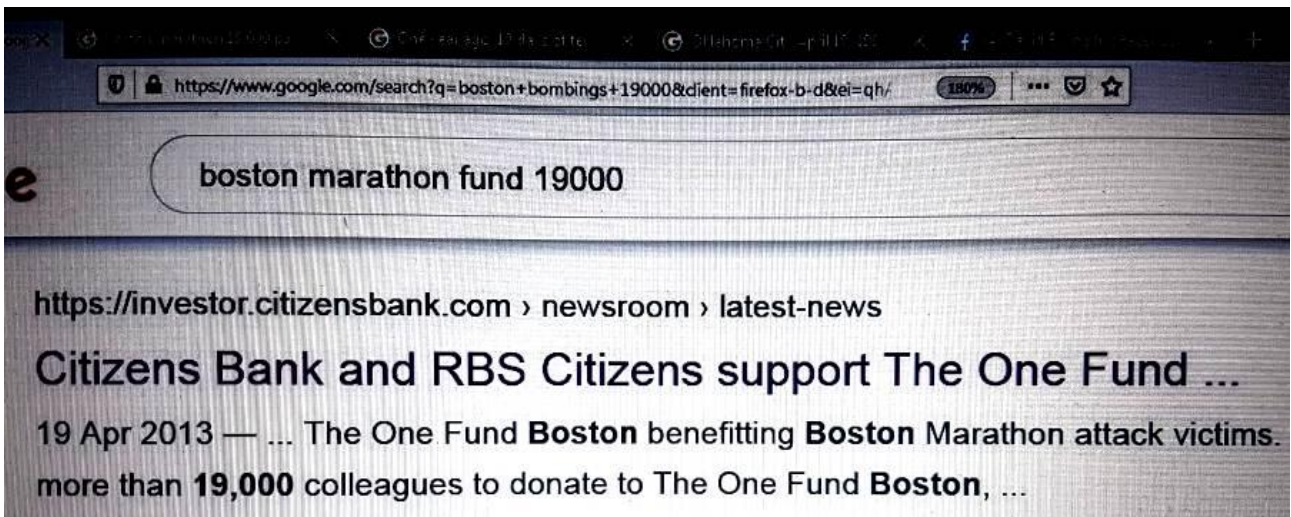 https://www.google.com/search?q=boston+bombings+19000&client=firefox-b-d&ei=qh/ 180%
e boston marathon fund 19000
https://investor.citizensbank.com › newsroom › latest-news
Citizens Bank and RBS Citizens support The One Fund ...
19 Apr 2013 — ... The One Fund Boston benefitting Boston Marathon attack victims.
more than 19,000 colleagues to donate to The One Fund Boston, ...